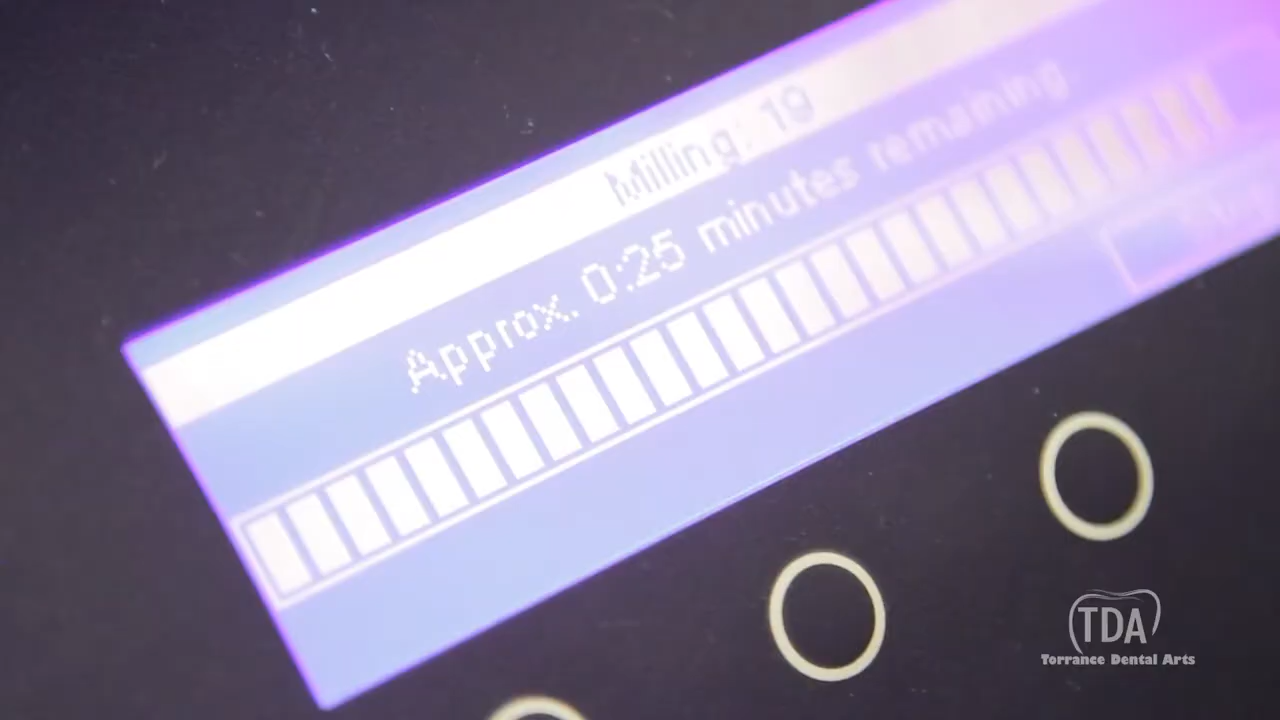 Milling: 19
Approx. 0:25 minutes remaining.
TDA
Torrance Dental Arts